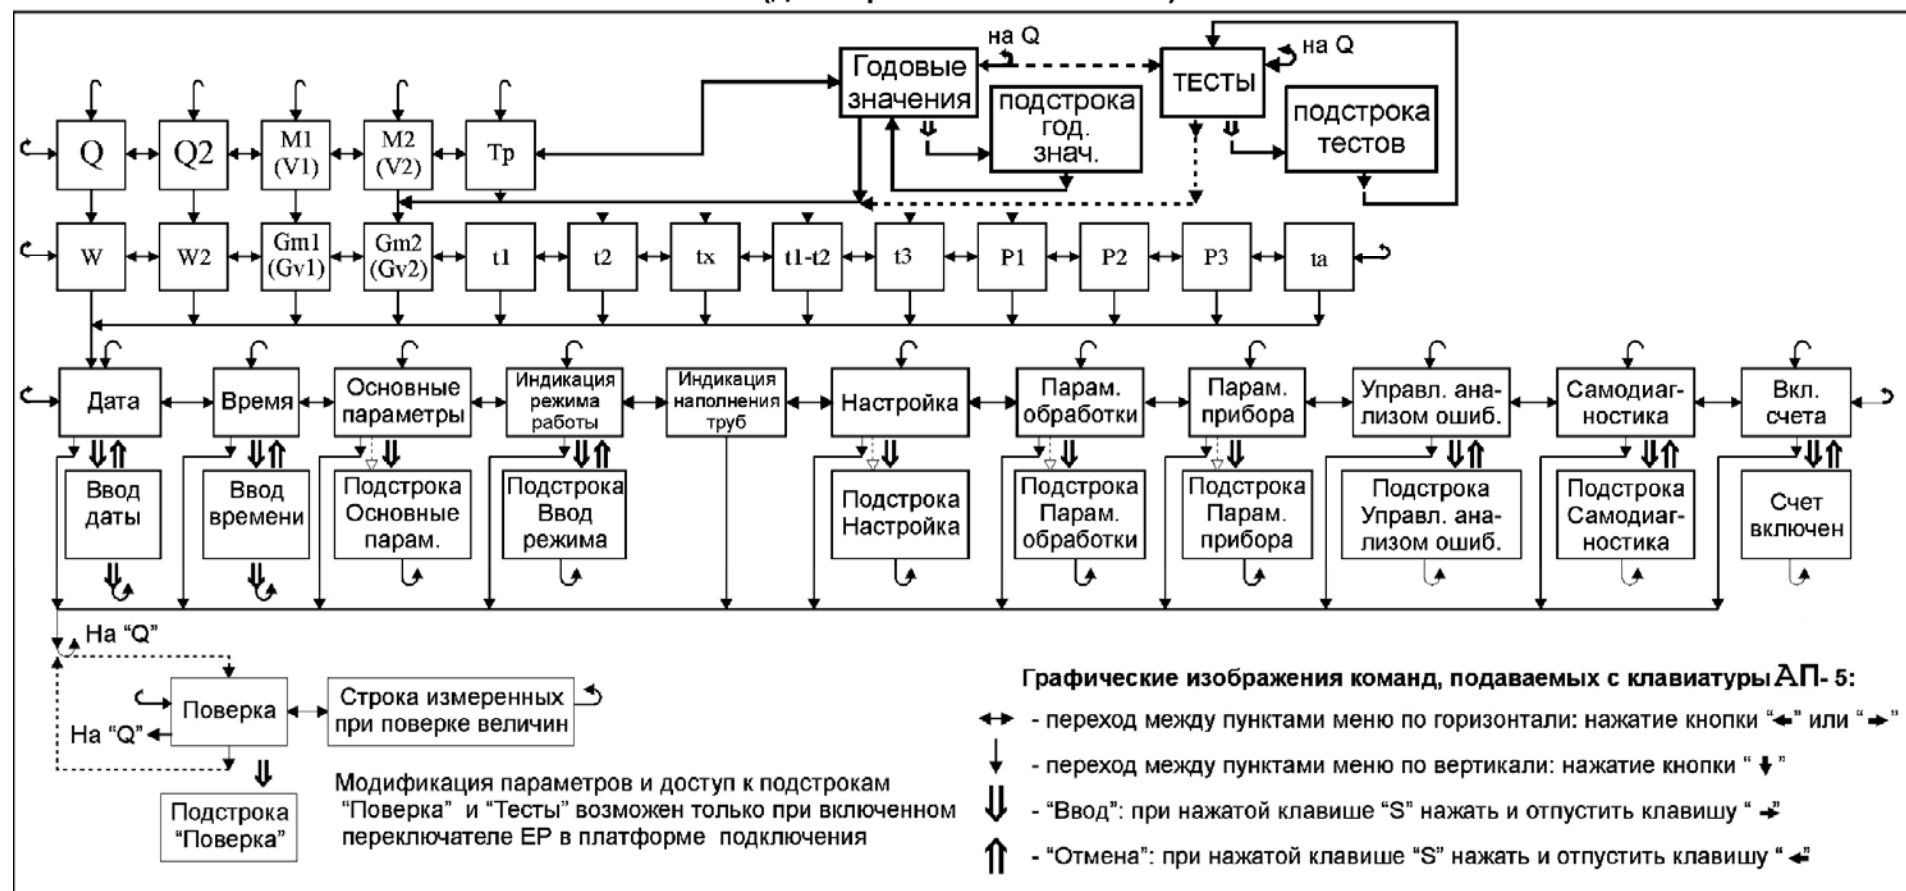 на Q
на Q
Годовые
значения
ТЕСТЫ
подстрока
год.
знач.
подстрока
тестов
Q
Q2
M1
(V1)
M2
(V2)
Тр
W
W2
Gm1
(Gv1)
Gm2
(Gv2)
t1
t2
tx
t1-t2
t3
P1
P2
P3
ta
Дата
Время
Основные
параметры
Индикация
режима
работы
Индикация
наполнения
труб
Настройка
Парам.
обработки
Парам.
прибора
Управл. ана-
лизом ошиб.
Самодиаг-
ностика
Вкл.
счета
Ввод
даты
Ввод
времени
Подстрока
Основные
парам.
Подстрока
Ввод
режима
Подстрока
Настройка
Подстрока
Парам.
обработки
Подстрока
Парам.
прибора
Подстрока
Управл. ана-
лизом ошиб.
Подстрока
Самодиаг-
ностика
Счет
включен
На “Q”
Поверка
Строка измеренных
при поверке величин
На “Q”
Подстрока
“Поверка”
Модификация параметров и доступ к подстрокам
“Поверка” и “Тесты” возможен только при включенном
переключателе ЕР в платформе подключения
Графические изображения команд, подаваемых с клавиатуры АП- 5:
- переход между пунктами меню по горизонтали: нажатие кнопки “←” или “→”
- переход между пунктами меню по вертикали: нажатие кнопки “↓”
- “Ввод”: при нажатой клавише “S” нажать и отпустить клавишу “→”
- “Отмена”: при нажатой клавише “S” нажать и отпустить клавишу “←”